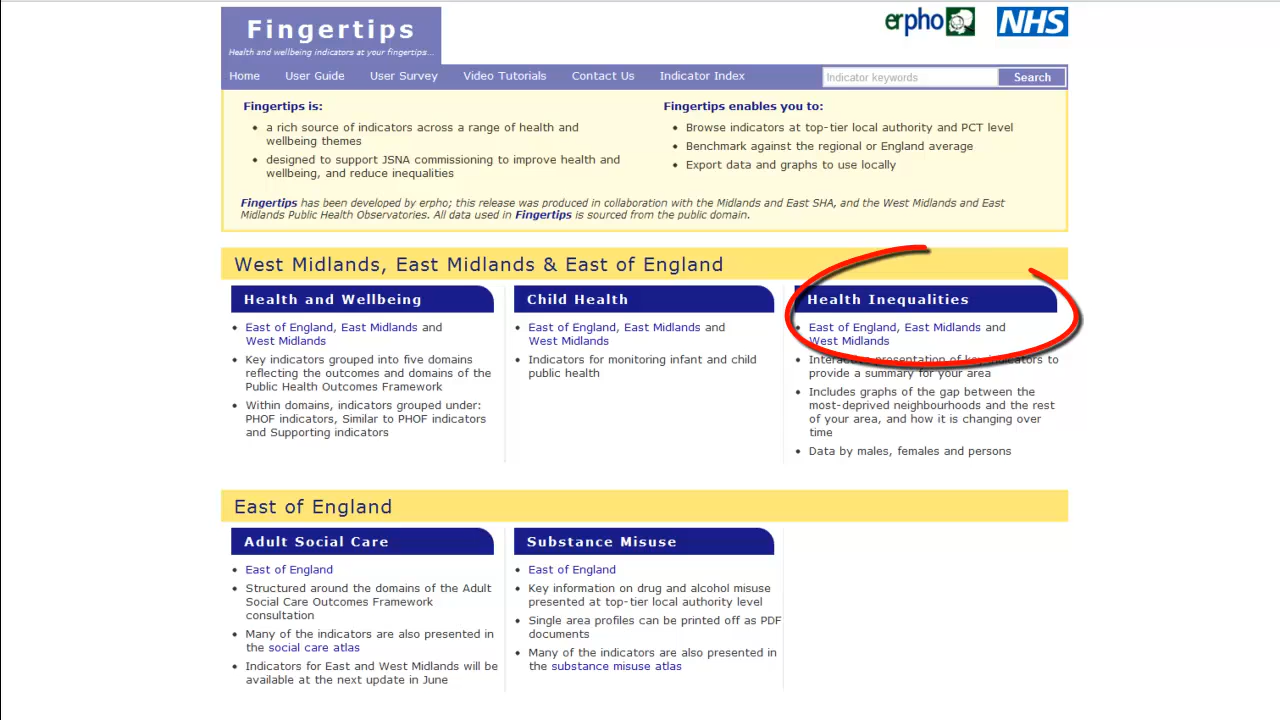 Fingertips
Health and wellbeing indicators at your fingertips...
erpho
NHS
Home User Guide User Survey Video Tutorials Contact Us Indicator Index
Indicator keywords
Search
Fingertips is:
a rich source of indicators across a range of health and
wellbeing themes
designed to support JSNA commissioning to improve health and
wellbeing, and reduce inequalities
Fingertips enables you to:
Browse indicators at top-tier local authority and PCT level
Benchmark against the regional or England average
Export data and graphs to use locally
Fingertips has been developed by erpho; this release was produced in collaboration with the Midlands and East SHA, and the West Midlands and East
Midlands Public Health Observatories. All data used in Fingertips is sourced from the public domain.
West Midlands, East Midlands & East of England
Health and Wellbeing
East of England, East Midlands and
West Midlands
Key indicators grouped into five domains
reflecting the outcomes and domains of the
Public Health Outcomes Framework
Within domains, indicators grouped under:
PHOF indicators, Similar to PHOF indicators
and Supporting indicators
Child Health
East of England, East Midlands and
West Midlands
Indicators for monitoring infant and child
public health
Health Inequalities
East of England, East Midlands and
West Midlands
Interactive presentation of key indicators to
provide a summary for your area
Includes graphs of the gap between the
most-deprived neighbourhoods and the rest
of your area, and how it is changing over
time
Data by males, females and persons
East of England
Adult Social Care
East of England
Structured around the domains of the Adult
Social Care Outcomes Framework
consultation
Many of the indicators are also presented in
the social care atlas
Indicators for East and West Midlands will be
available at the next update in June
Substance Misuse
East of England
Key information on drug and alcohol misuse
presented at top-tier local authority level
Single area profiles can be printed off as PDF
documents
Many of the indicators are also presented in
the substance misuse atlas